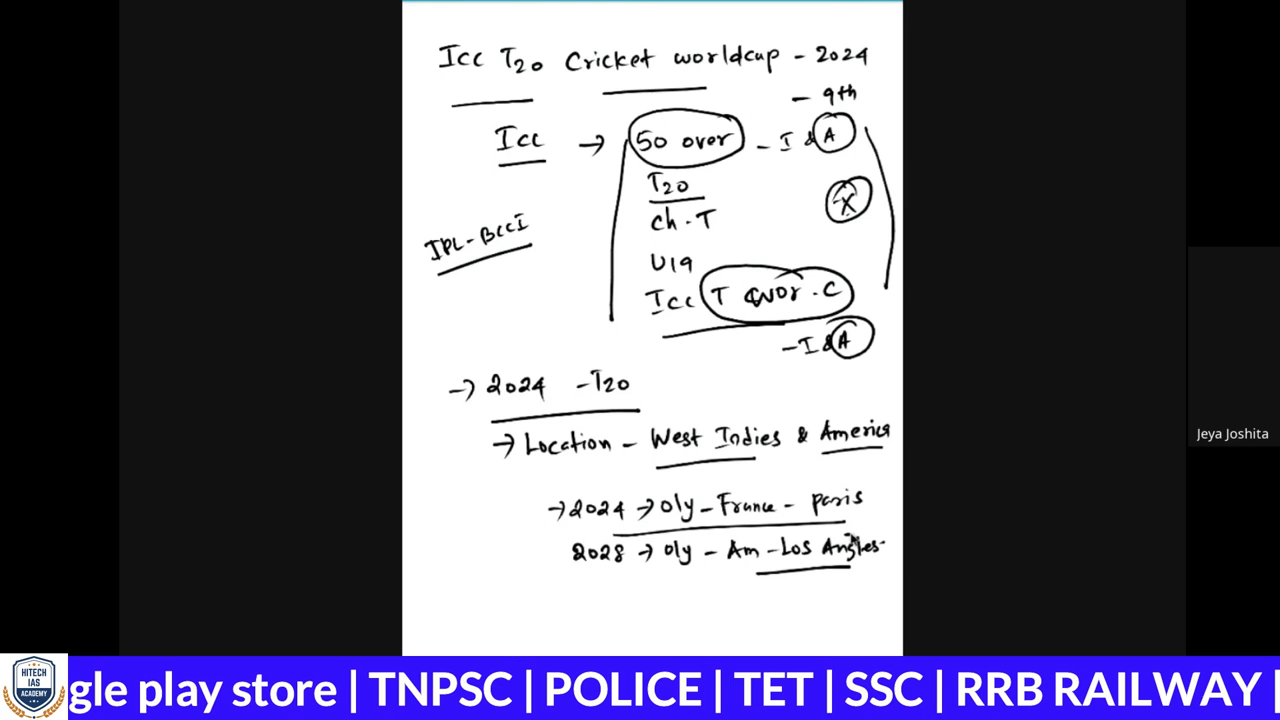 Icc T20 Cricket worldcup - 2024
- 9th
Icc → 50 over - I & A
T20
X
Ch.T
IPL-BCCI
U19
Icc T wor.C
- I & A
→ 2024 - T20
→ Location - West Indies & America
→ 2024 → Oly - France - paris
2028 → Oly - Am - Los Angles
Jeya Joshita
HITECH
IAS
ACADEMY
gle play store | TNPSC | POLICE | TET | SSC | RRB RAILWAY |